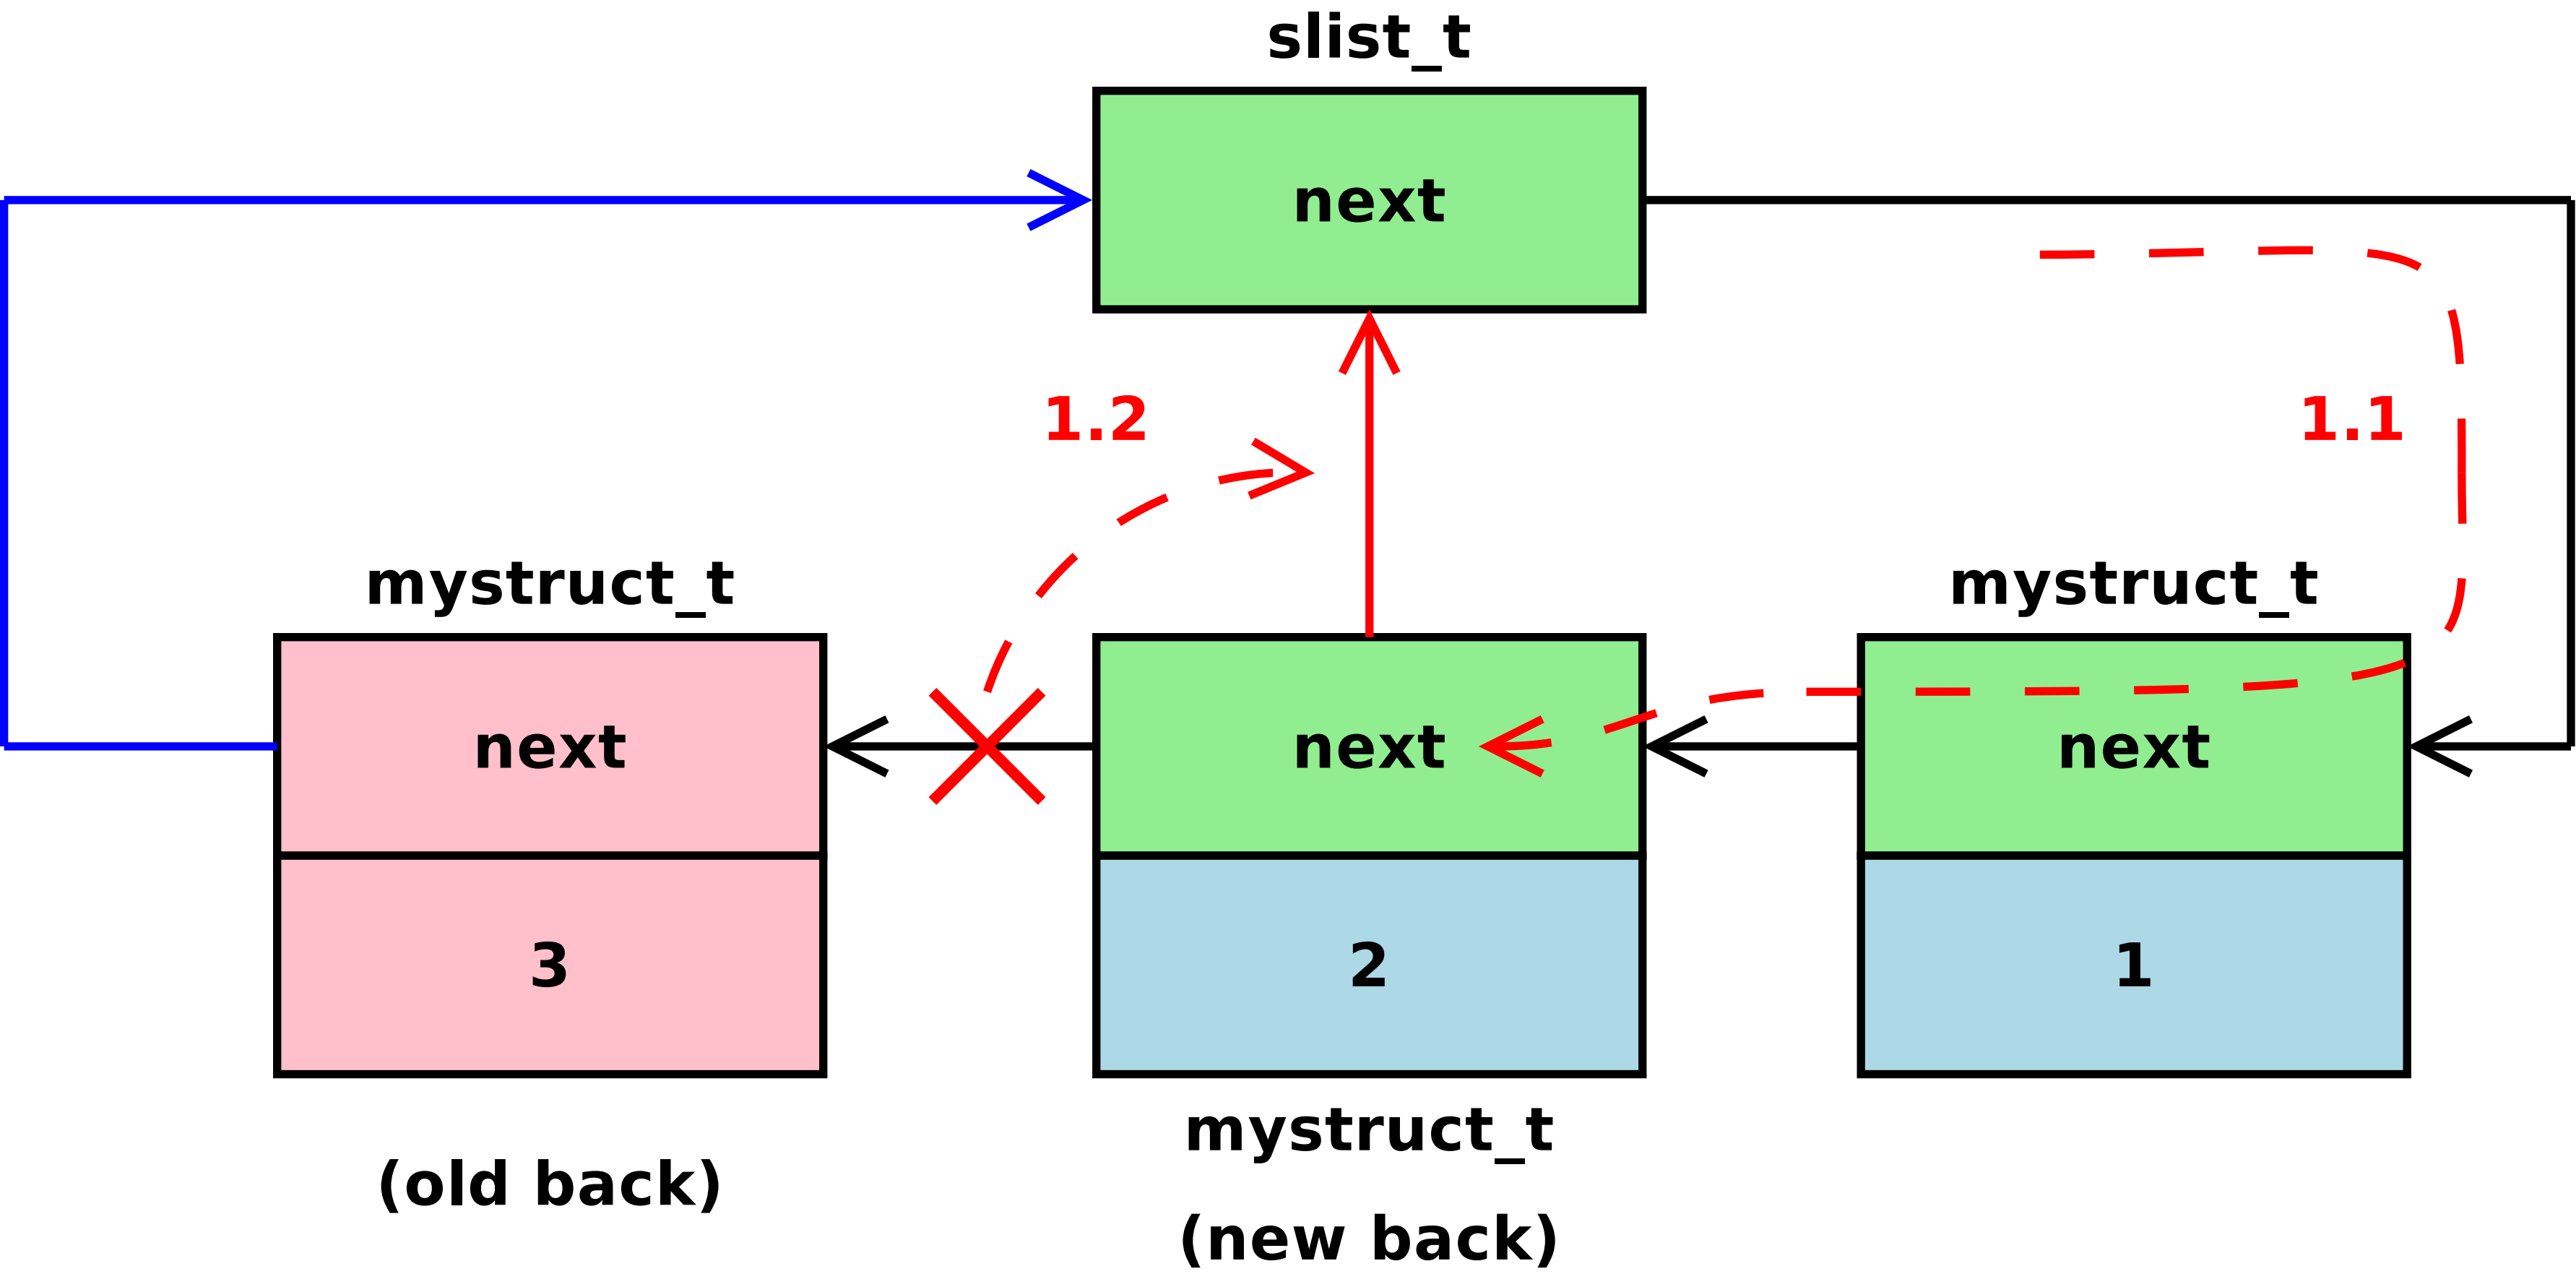 slist_t
next
1.2
1.1
mystruct_t
mystruct_t
next
next
next
3
2
1
mystruct_t
(old back)
(new back)